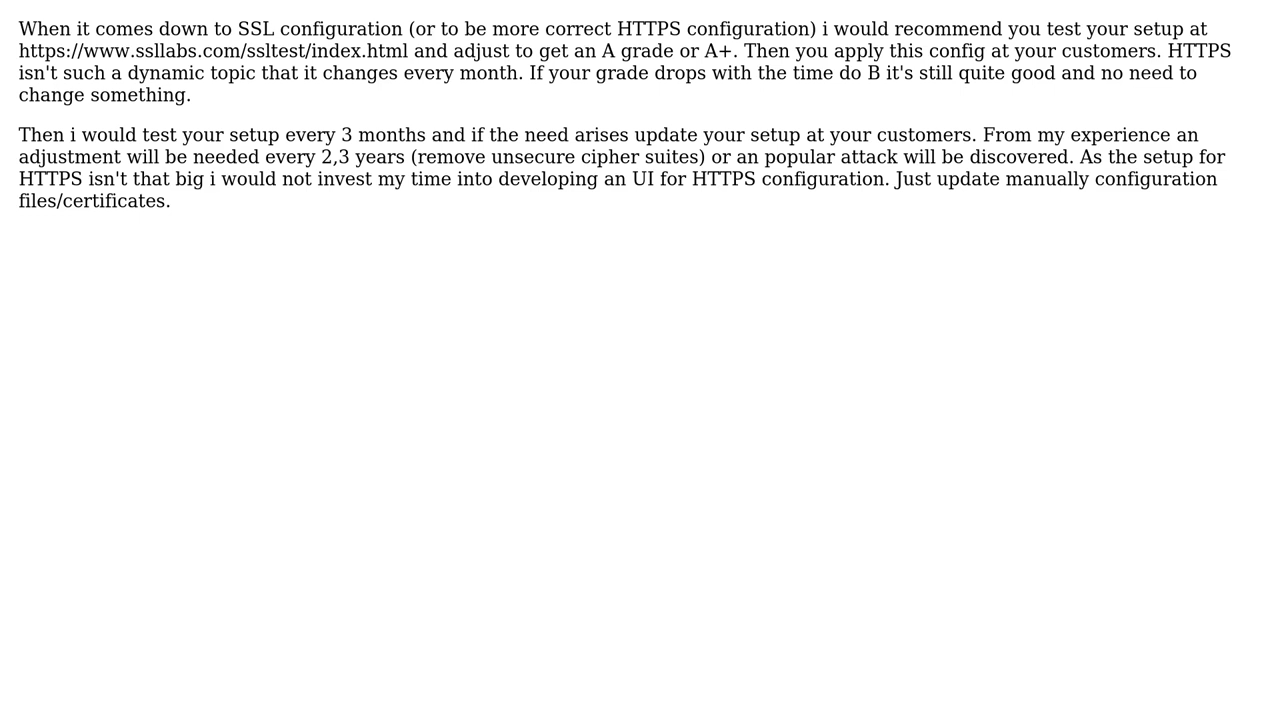 When it comes down to SSL configuration (or to be more correct HTTPS configuration) i would recommend you test your setup at
https://www.ssllabs.com/ssltest/index.html and adjust to get an A grade or A+. Then you apply this config at your customers. HTTPS
isn't such a dynamic topic that it changes every month. If your grade drops with the time do B it's still quite good and no need to
change something.
Then i would test your setup every 3 months and if the need arises update your setup at your customers. From my experience an
adjustment will be needed every 2,3 years (remove unsecure cipher suites) or an popular attack will be discovered. As the setup for
HTTPS isn't that big i would not invest my time into developing an UI for HTTPS configuration. Just update manually configuration
files/certificates.